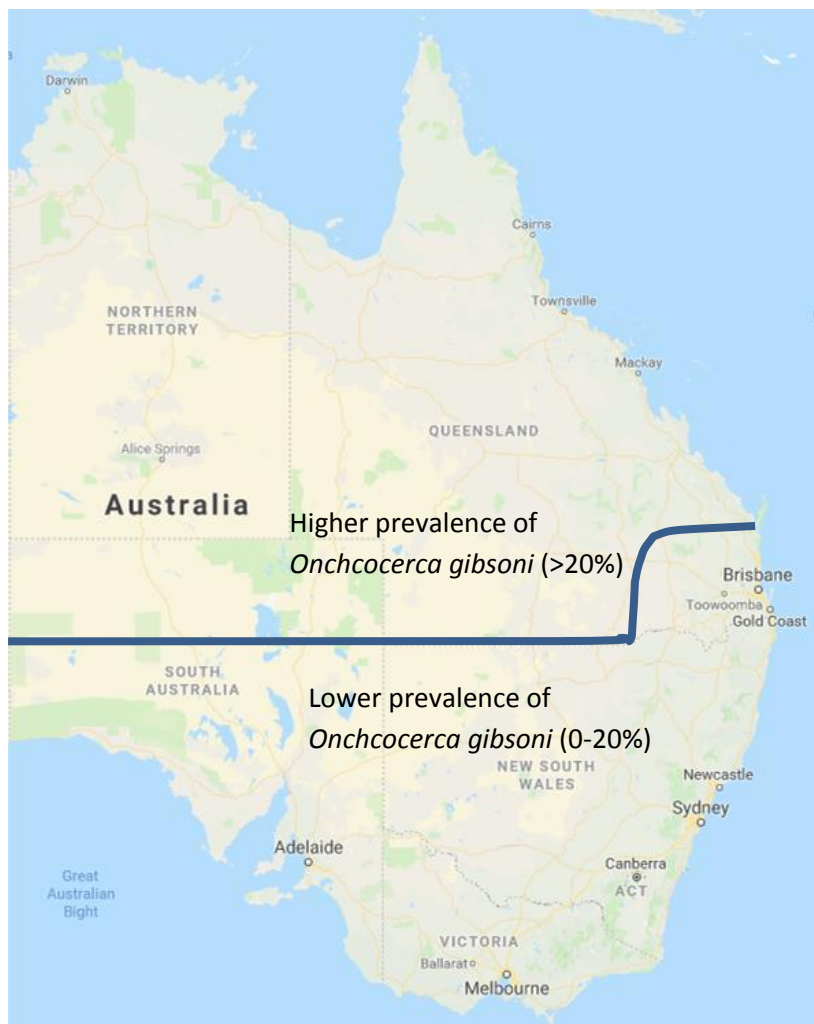 Darwin
Cairns
Townsville
NORTHERN
TERRITORY
Mackay
QUEENSLAND
Alice Springs
Australia
Higher prevalence of
Onchcocerca gibsoni (>20%)
Brisbane
Toowoomba
Gold Coast
SOUTH
AUSTRALIA
Lower prevalence of
Onchcocerca gibsoni (0-20%)
NEW SOUTH
WALES
Newcastle
Sydney
Adelaide
Canberra
ACT
Great
Australian
Bight
VICTORIA
Ballarat
Melbourne